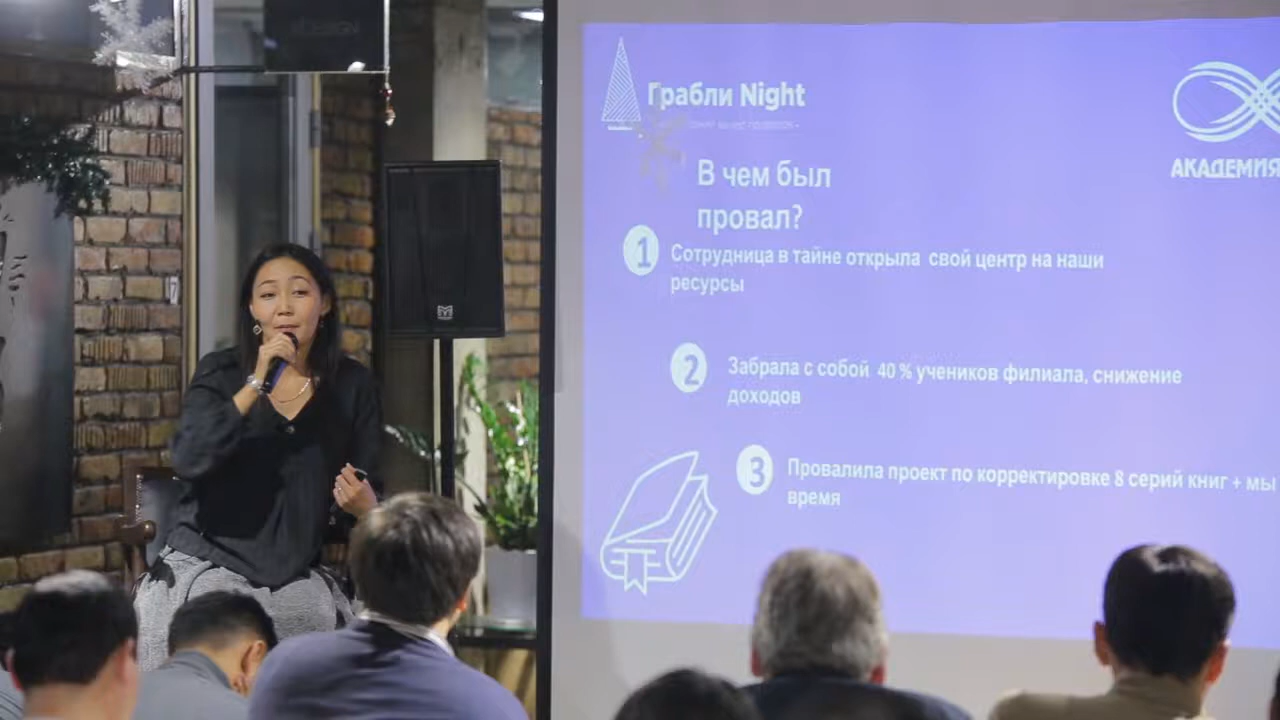 Грабли Night
АКАДЕМИЯ
В чем был
провал?
1
Сотрудница в тайне открыла свой центр на наши
ресурсы
2
Забрала с собой 40 % учеников филиала, снижение
доходов
3
Провалила проект по корректировке 8 серий книг + мы
время